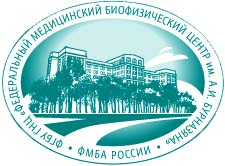 ФГБУ ГНЦ «ФЕДЕРАЛЬНЫЙ МЕДИЦИНСКИЙ БИОФИЗИЧЕСКИЙ ЦЕНТР им. А.И. БУРНАЗЯНА»
ФМБА РОССИИ